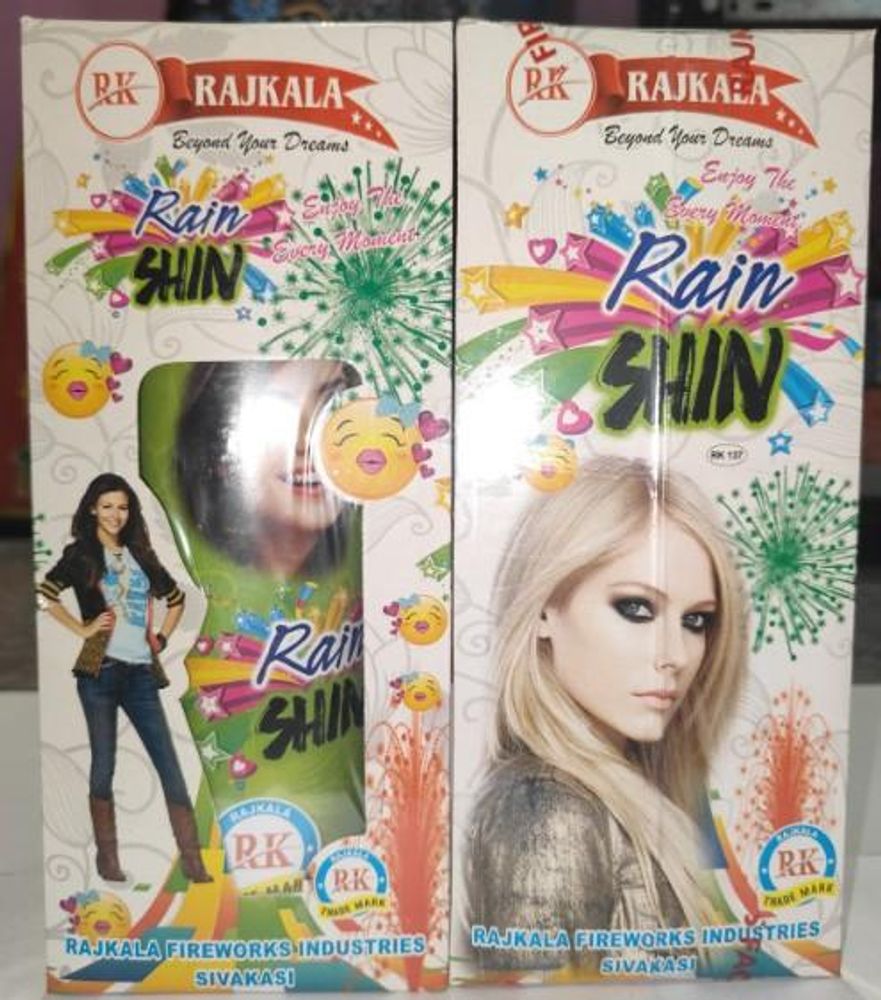 RK RAJKALA
Beyond Your Dreams
Rain
SHIN
Enjoy The
Every Moment
Rain
SHIN
RAJKALA
RK
RAJKALA
RK
TRADE MARK
RAJKALA FIREWORKS INDUSTRIES
SIVAKASI
RK RAJKALA
Beyond Your Dreams
Enjoy The
Every Moment
Rain
SHIN
RK 137
RAJKALA
RK
TRADE MARK
RAJKALA FIREWORKS INDUSTRIES
SIVAKASI